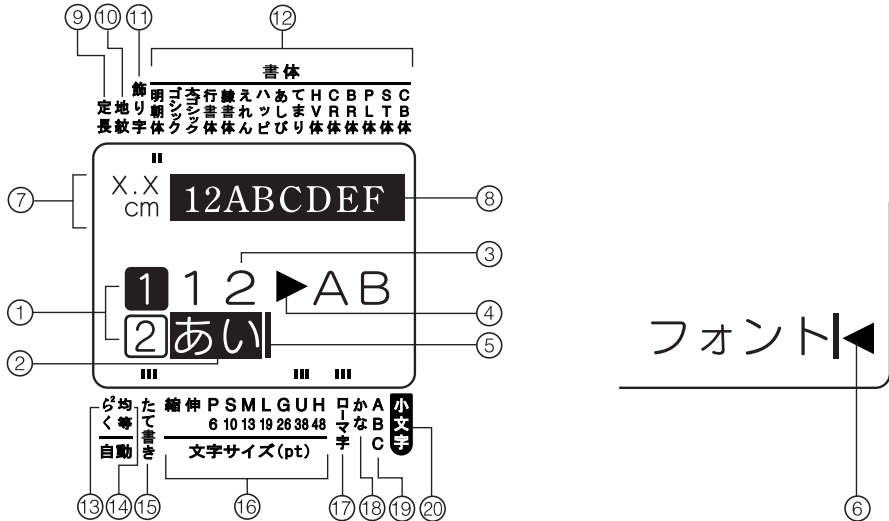 ⑨ ⑩ ⑪ ⑫
書体
定長 地紋 飾り字 明朝体 ゴシック 太ゴシック 行書体 隷書体 えれん ハッピ あしび てまり HV体 CR体 BR体 PL体 ST体 CB体
⑦ X.X
cm
12ABCDEF ⑧
③
① 1 12▶AB ④
② 2 あい ⑤
フォント◀
らく² 均等 たて書き 縮 伸 P S M L G U H ローマ字 かな ABC 小文字
6 10 13 19 26 38 48
自動 文字サイズ(pt)
⑬ ⑭ ⑮ ⑯ ⑰ ⑱ ⑲ ⑳ ⑥